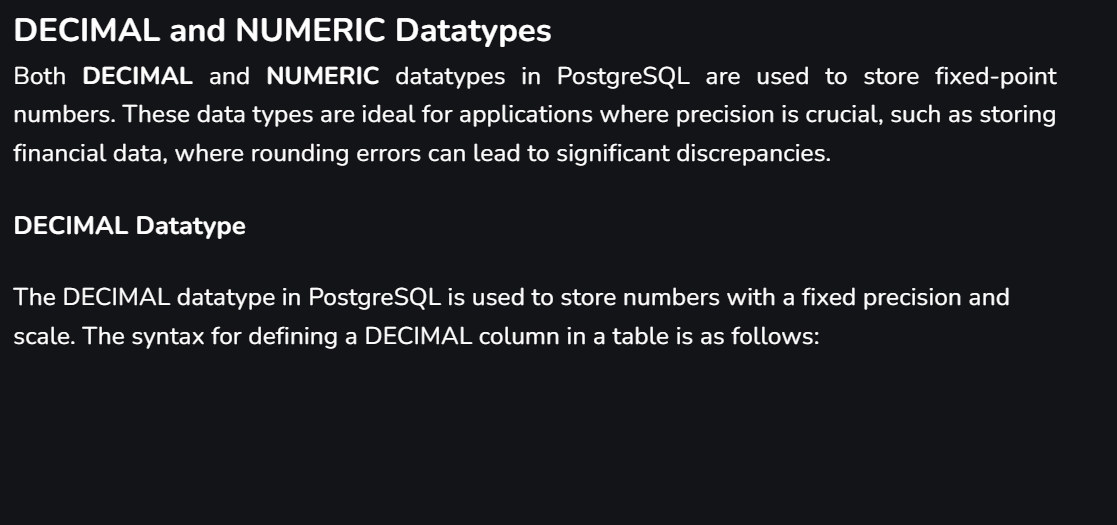 DECIMAL and NUMERIC Datatypes
Both DECIMAL and NUMERIC datatypes in PostgreSQL are used to store fixed-point
numbers. These data types are ideal for applications where precision is crucial, such as storing
financial data, where rounding errors can lead to significant discrepancies.
DECIMAL Datatype
The DECIMAL datatype in PostgreSQL is used to store numbers with a fixed precision and
scale. The syntax for defining a DECIMAL column in a table is as follows: